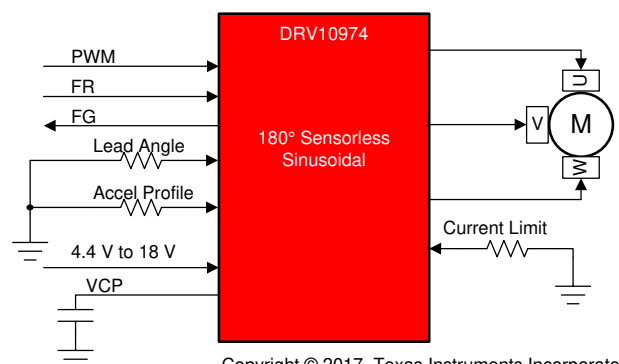 DRV10974
PWM
FR
FG
Lead Angle
Accel Profile
4.4 V to 18 V
VCP
180° Sensorless
Sinusoidal
U
V
M
W
Current Limit
Copyright © 2017, Texas Instruments Incorporate